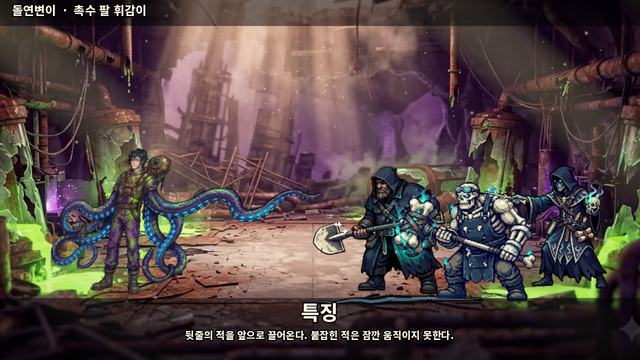 돌연변이 · 촉수 팔 휘감이
특징
뒷줄의 적을 앞으로 끌어온다. 붙잡힌 적은 잠깐 움직이지 못한다.